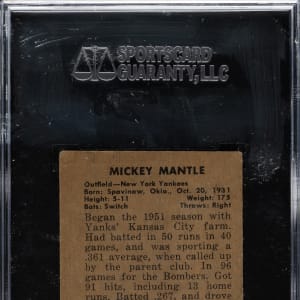 SPORTSCARD
GUARANTY, LLC
MICKEY MANTLE
Outfield—New York Yankees
Born: Spavinaw, Okla., Oct. 20, 1931
Height: 5-11 Weight: 175
Bats: Switch Throws: Right
Began the 1951 season with
Yanks' Kansas City farm.
Had batted in 50 runs in 40
games, and was sporting a
.361 average, when called up
by the parent club. In 96
games for the Bombers. Got
91 hits, including 13 home
runs. Batted .267, and drove